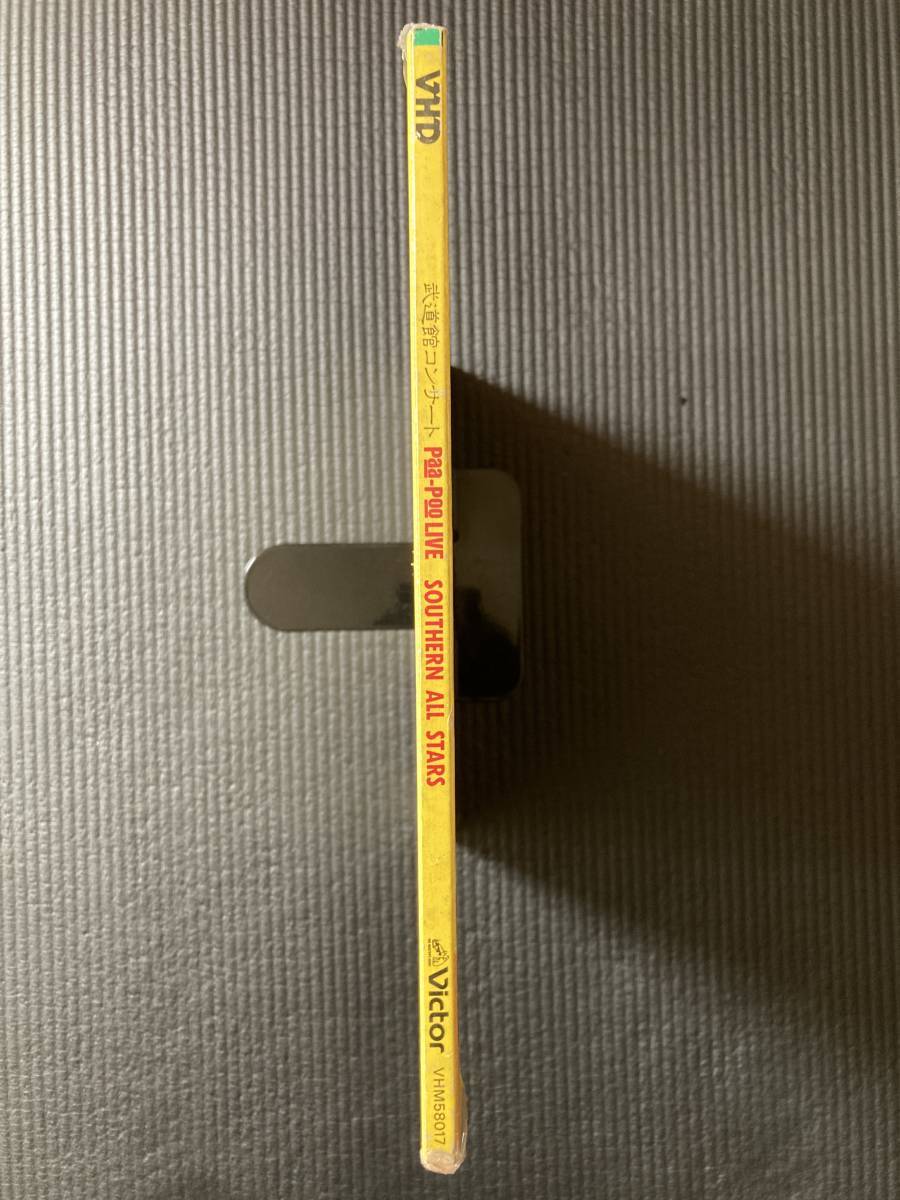 VHD
武道館コンサート
paa-poo LIVE SOUTHERN ALL STARS
Victor
VHM58017